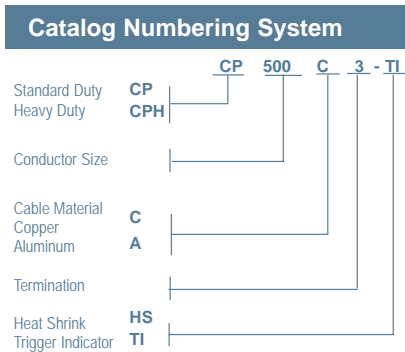 Catalog Numbering System
CP 500 C 3 - TI
Standard Duty CP
Heavy Duty CPH
Conductor Size
Cable Material
Copper C
Aluminum A
Termination
Heat Shrink HS
Trigger Indicator TI